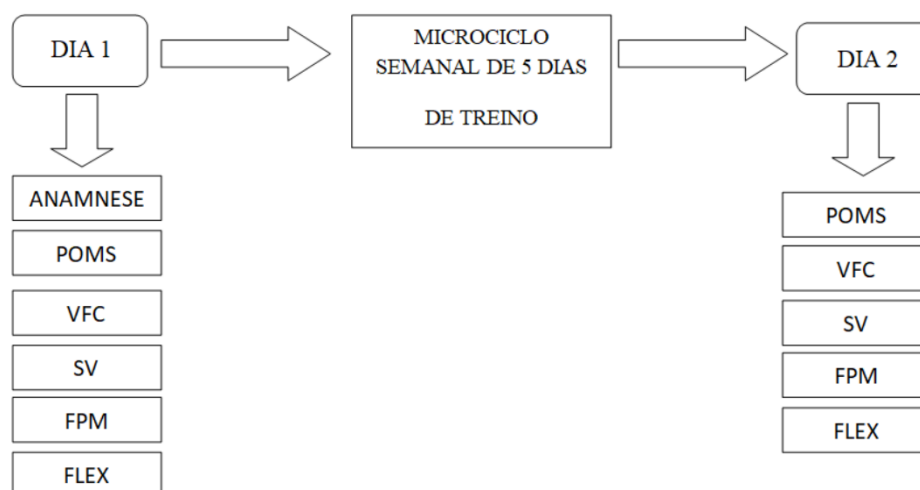 DIA 1
MICROCICLO
SEMANAL DE 5 DIAS
DE TREINO
DIA 2
ANAMNESE
POMS
VFC
SV
FPM
FLEX
POMS
VFC
SV
FPM
FLEX